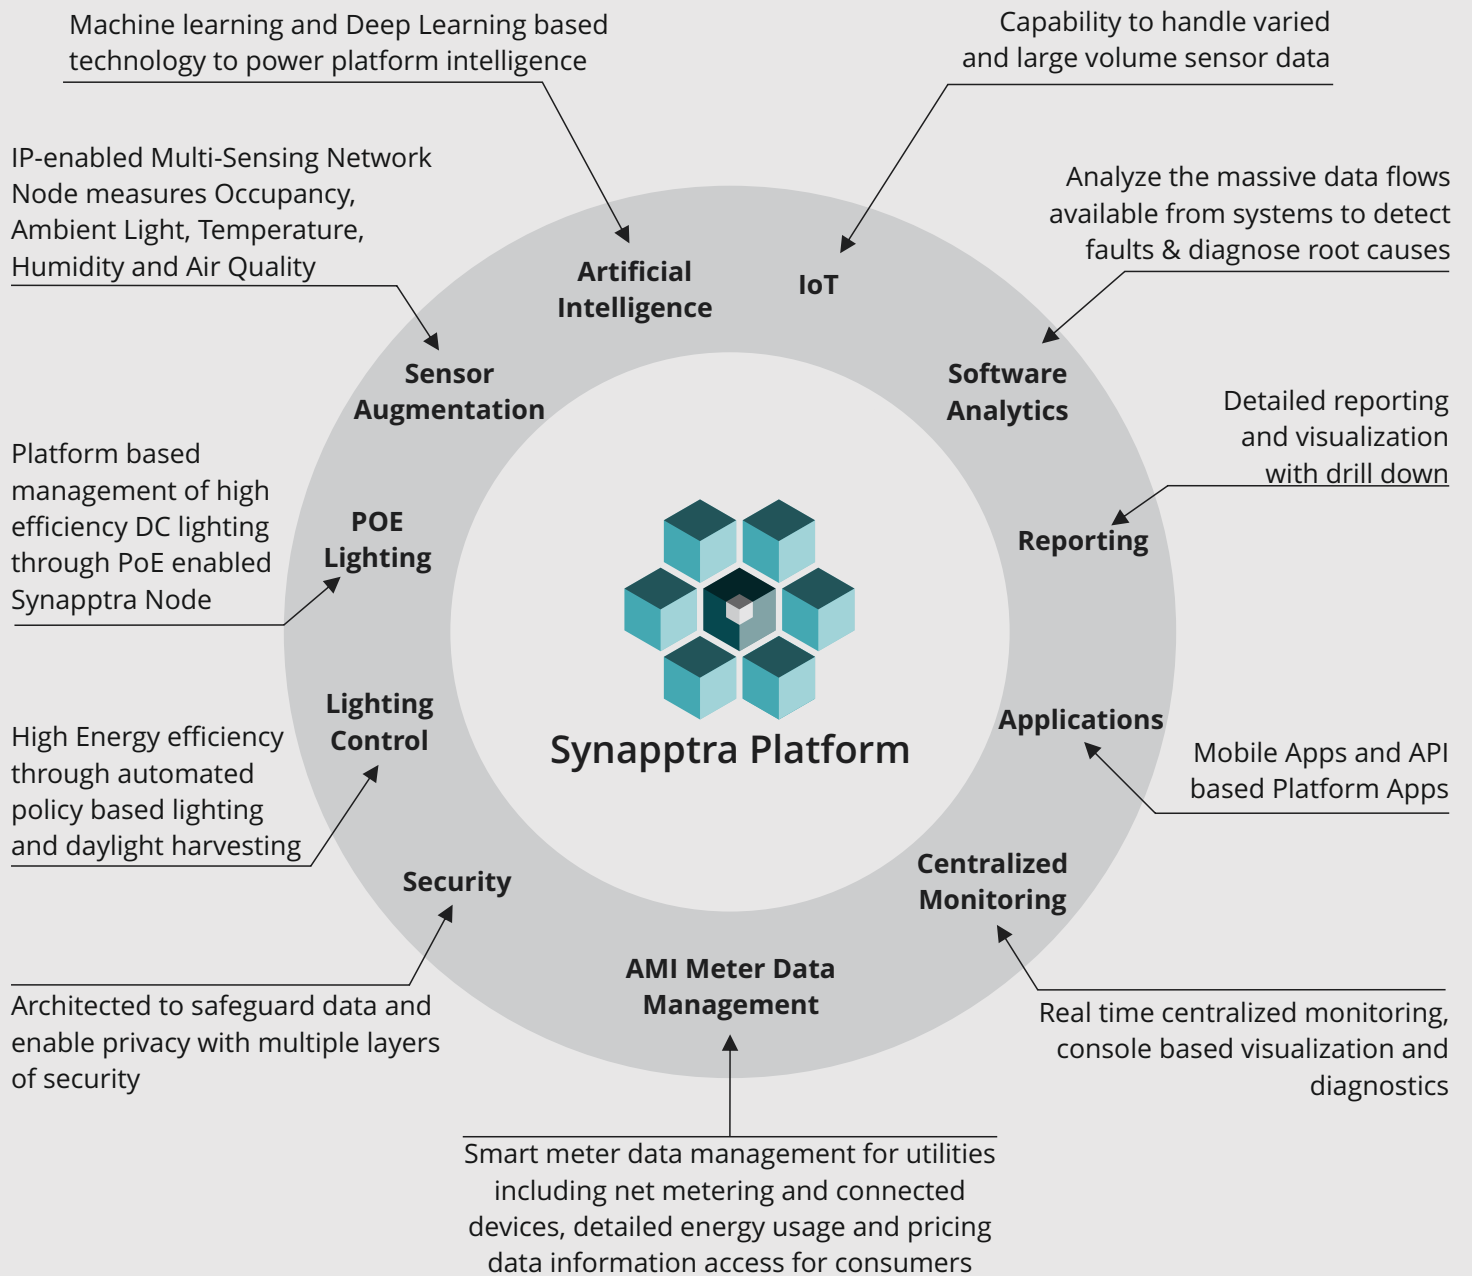 Machine learning and Deep Learning based
technology to power platform intelligence
Capability to handle varied
and large volume sensor data
IP-enabled Multi-Sensing Network
Node measures Occupancy,
Ambient Light, Temperature,
Humidity and Air Quality
Analyze the massive data flows
available from systems to detect
faults & diagnose root causes
Artificial
Intelligence
IoT
Sensor
Augmentation
Software
Analytics
Detailed reporting
and visualization
with drill down
Platform based
management of high
efficiency DC lighting
through PoE enabled
Synapptra Node
POE
Lighting
Reporting
Lighting
Control
Synapptra Platform
Applications
High Energy efficiency
through automated
policy based lighting
and daylight harvesting
Mobile Apps and API
based Platform Apps
Security
Centralized
Monitoring
AMI Meter Data
Management
Architected to safeguard data and
enable privacy with multiple layers
of security
Real time centralized monitoring,
console based visualization and
diagnostics
Smart meter data management for utilities
including net metering and connected
devices, detailed energy usage and pricing
data information access for consumers